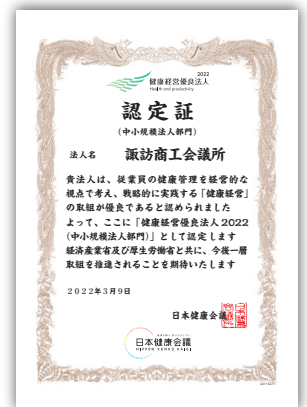 2022
健康経営優良法人
Health and productivity
認定証
(中小規模法人部門)
法人名 諏訪商工会議所
貴法人は、従業員の健康管理を経営的な
視点で考え、戦略的に実践する「健康経営」
の取組が優良であると認められました
よって、ここに「健康経営優良法人2022
(中小規模法人部門)」として認定します
経済産業省及び厚生労働省と共に、今後一層
取組を推進されることを期待いたします
2022年3月9日
日本健康会議
日本健康会議
NIPPON KENKO KAIGI